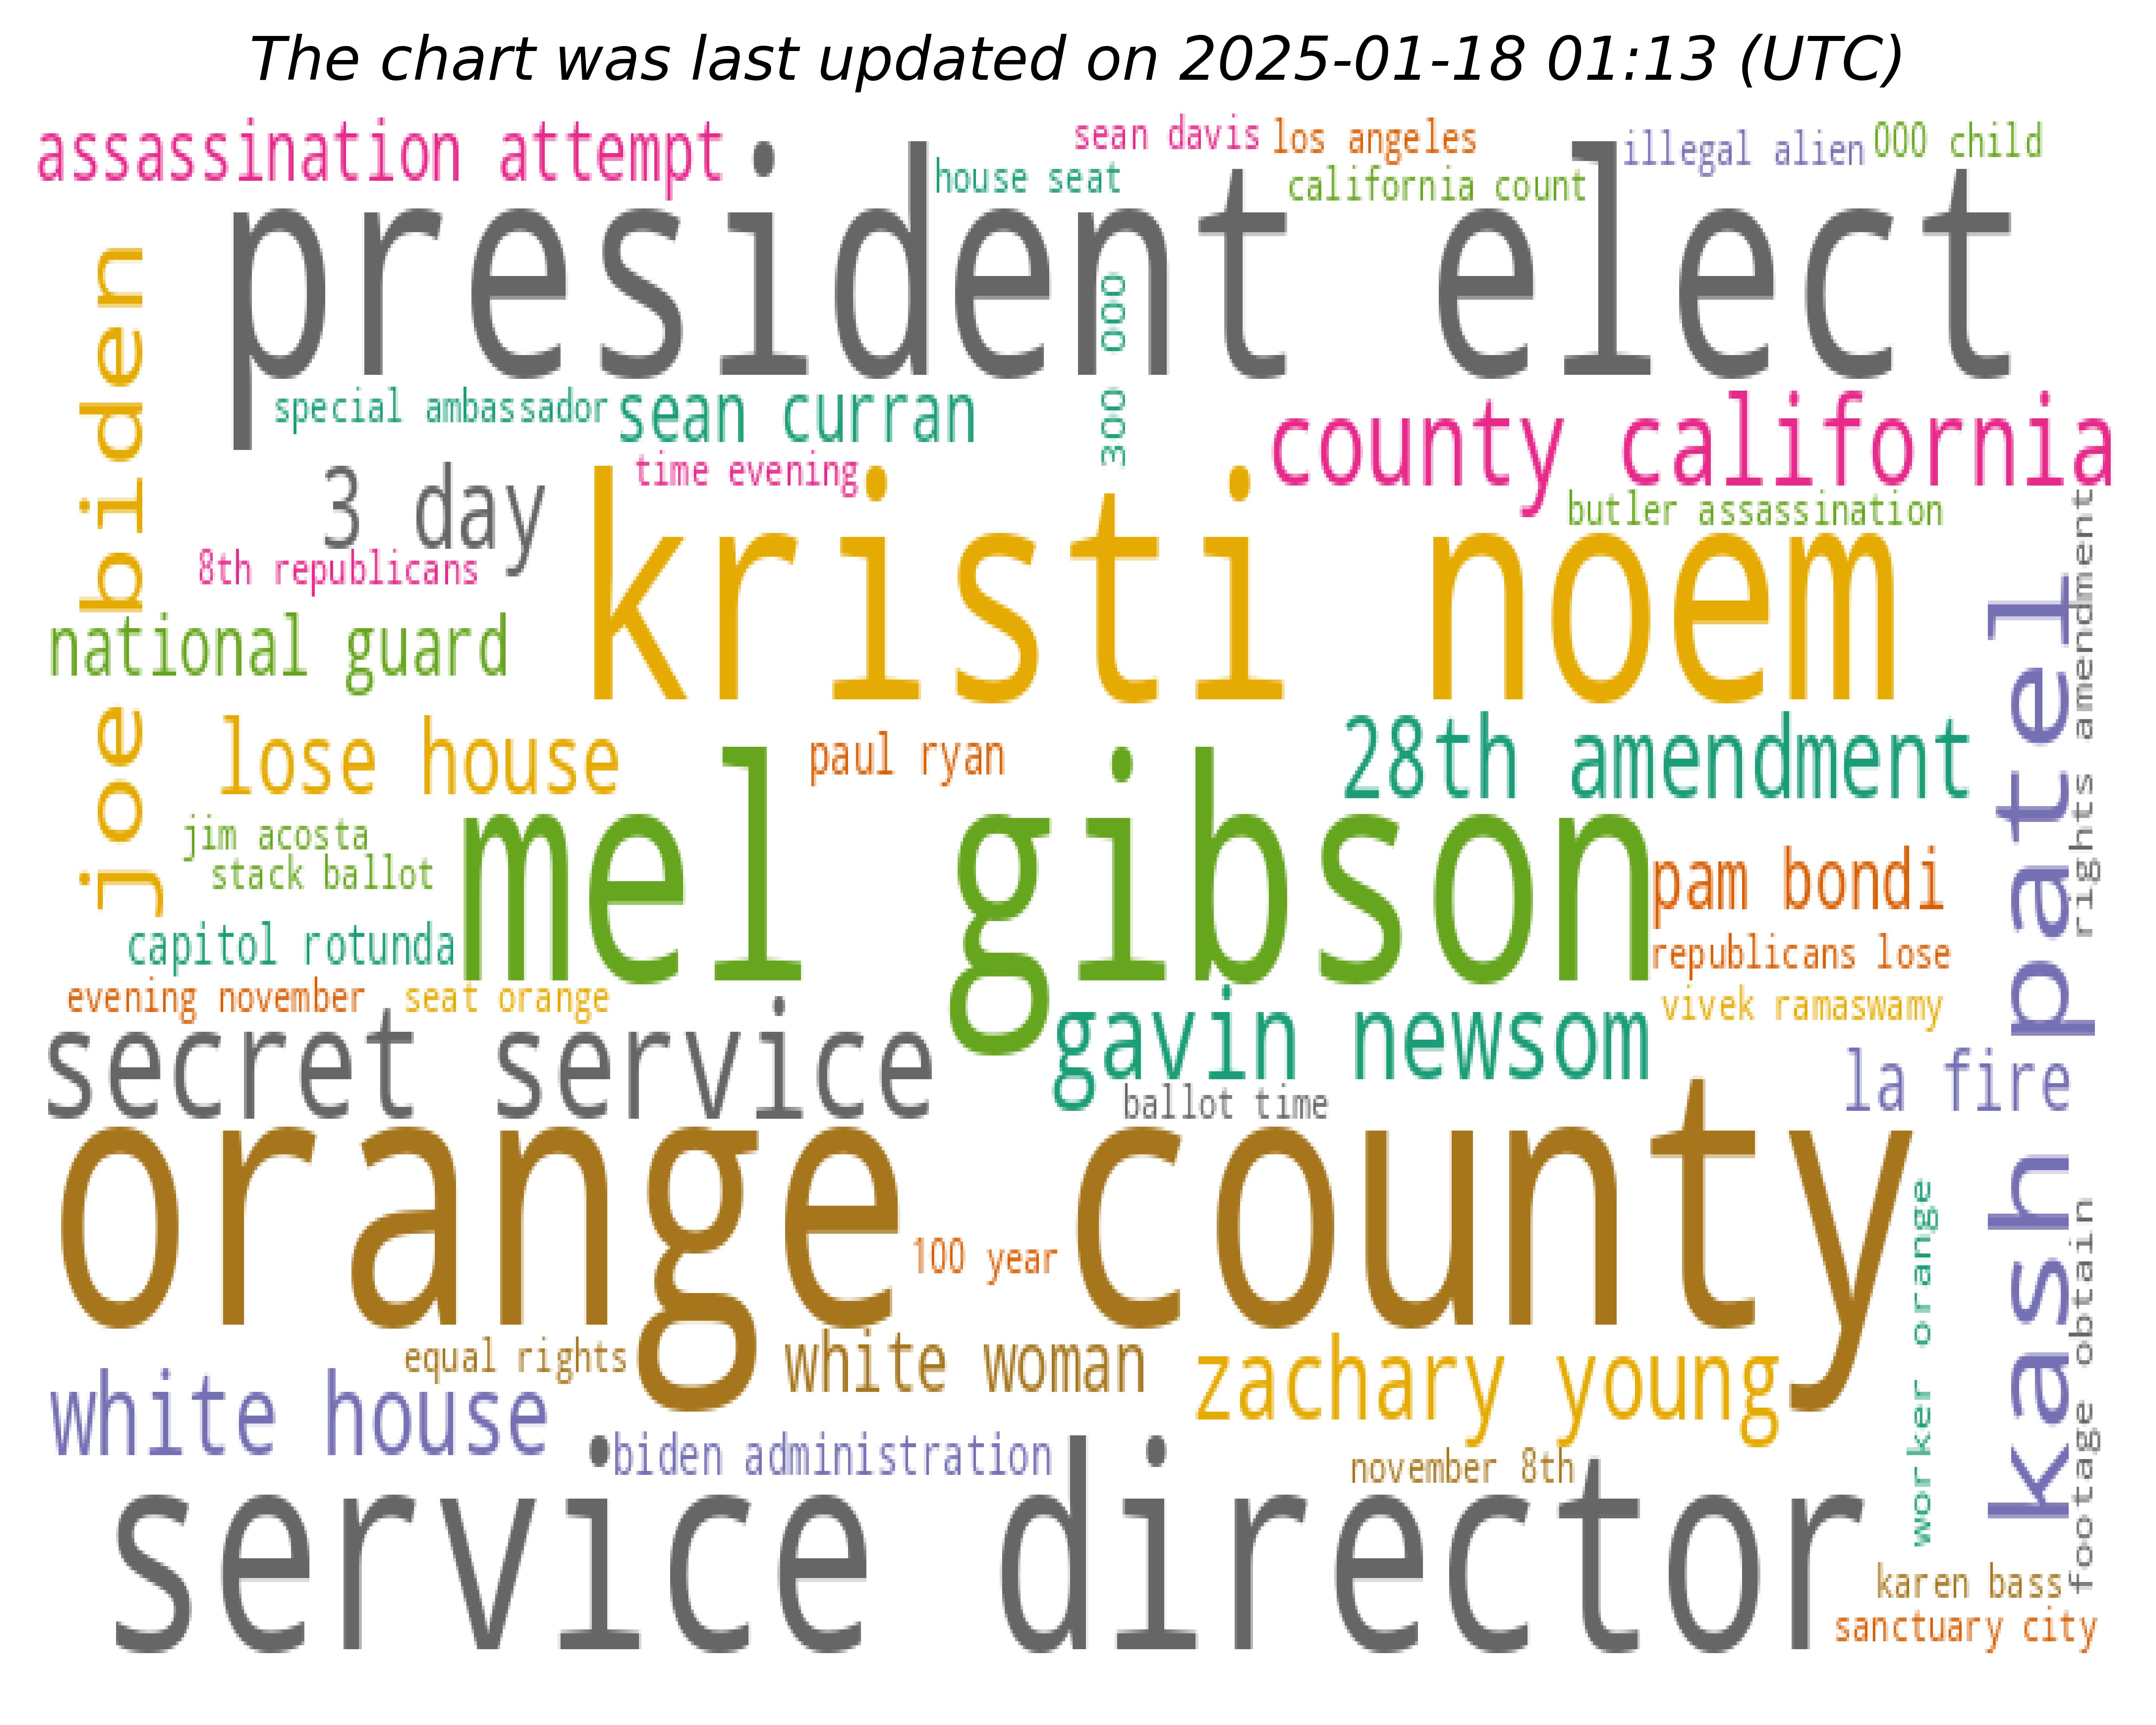 The chart was last updated on 2025-01-18 01:13 (UTC)
assassination attempt
sean davis
los angeles
illegal alien
000 child
house seat
california count
president elect
joe biden
300 000
special ambassador
sean curran
county california
time evening
3 day
kristi noem
butler assassination
8th republicans
rights amendment
national guard
kash patel
lose house
paul ryan
28th amendment
jim acosta
stack ballot
mel gibson
pam bondi
capitol rotunda
republicans lose
evening november
seat orange
vivek ramaswamy
secret service
gavin newsom
la fire
ballot time
orange county
worker orange
footage obtain
100 year
equal rights
white woman
zachary young
white house
biden administration
november 8th
service director
karen bass
sanctuary city